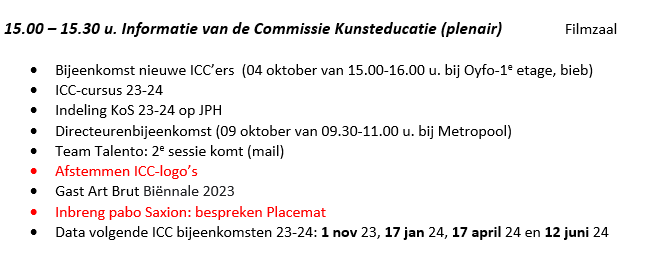 15.00 – 15.30 u. Informatie van de Commissie Kunsteducatie (plenair) Filmzaal
• Bijeenkomst nieuwe ICC’ers (04 oktober van 15.00-16.00 u. bij Oyfo-1e etage, bieb)
• ICC-cursus 23-24
• Indeling KoS 23-24 op JPH
• Directeurenbijeenkomst (09 oktober van 09.30-11.00 u. bij Metropool)
• Team Talento: 2e sessie komt (mail)
• Afstemmen ICC-logo’s
• Gast Art Brut Biënnale 2023
• Inbreng pabo Saxion: bespreken Placemat
• Data volgende ICC bijeenkomsten 23-24: 1 nov 23, 17 jan 24, 17 april 24 en 12 juni 24